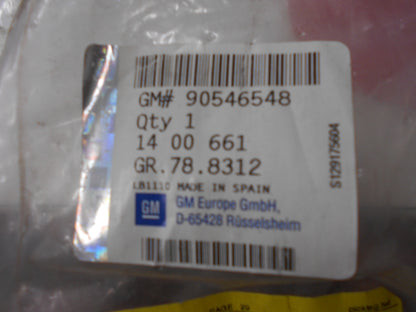 GM# 90546548
Qty 1
14 00 661
GR.78.8312
LB1110 MADE IN SPAIN
GM
GM Europe GmbH,
D-65428 Rüsselsheim
S129175604